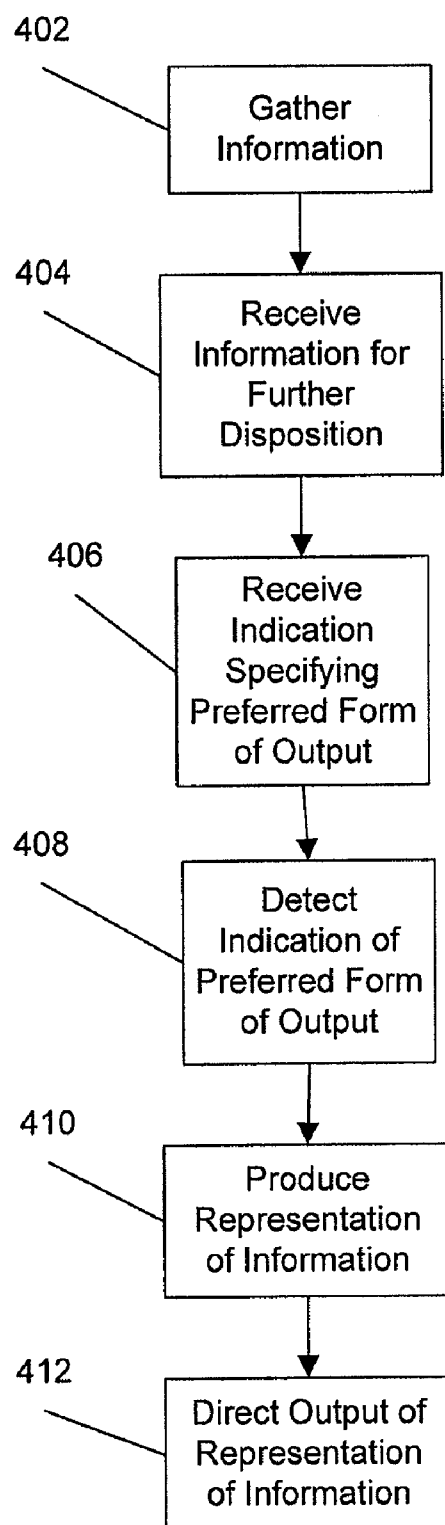 402
Gather
Information
404
Receive
Information for
Further
Disposition
406
Receive
Indication
Specifying
Preferred Form
of Output
408
Detect
Indication of
Preferred Form
of Output
410
Produce
Representation
of Information
412
Direct Output of
Representation
of Information